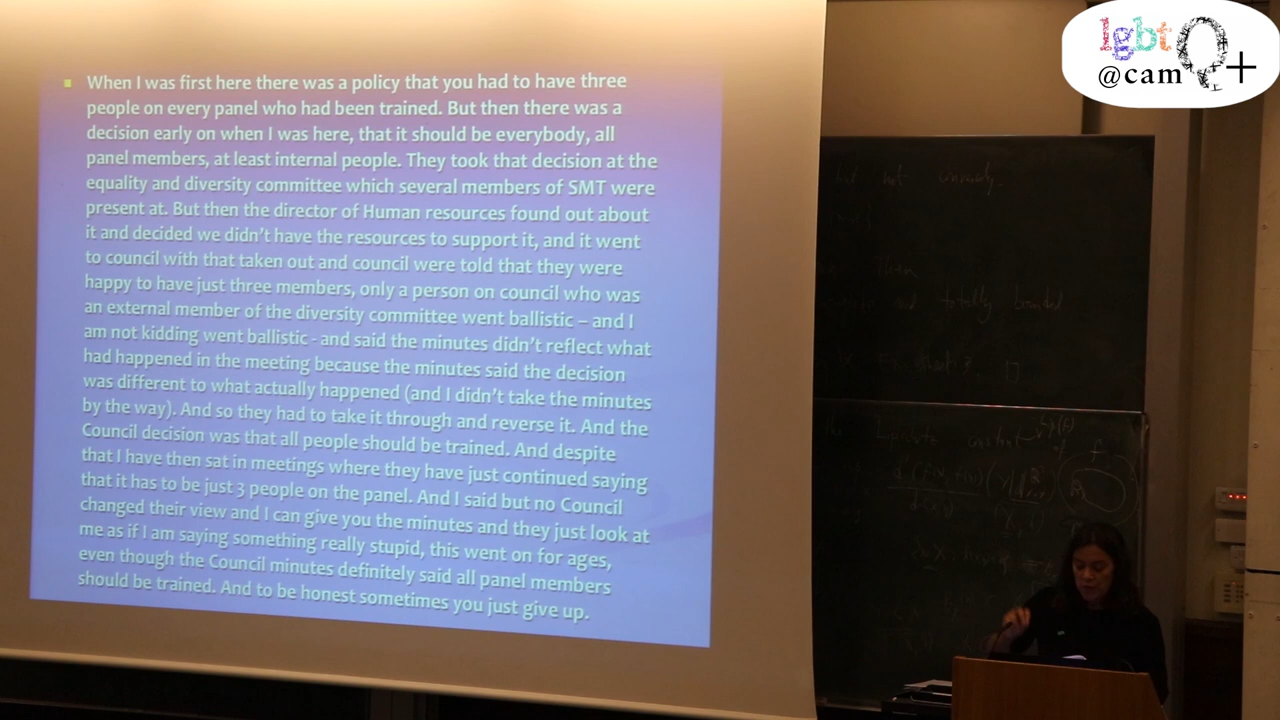 lgbt
Q+
@cam
When I was first here there was a policy that you had to have three
people on every panel who had been trained. But then there was a
decision early on when I was here, that it should be everybody, all
panel members, at least internal people. They took that decision at the
equality and diversity committee which several members of SMT were
present at. But then the director of Human resources found out about
it and decided we didn't have the resources to support it, and it went
to council with that taken out and council were told that they were
happy to have just three members, only a person on council who was
an external member of the diversity committee went ballistic – and I
am not kidding went ballistic - and said the minutes didn't reflect what
had happened in the meeting because the minutes said the decision
was different to what actually happened (and I didn't take the minutes
by the way). And so they had to take it through and reverse it. And the
Council decision was that all people should be trained. And despite
that I have then sat in meetings where they have just continued saying
that it has to be just 3 people on the panel. And I said but no Council
changed their view and I can give you the minutes and they just look at
me as if I am saying something really stupid, this went on for ages,
even though the Council minutes definitely said all panel members
should be trained. And to be honest sometimes you just give up.
but not
and totally bounded